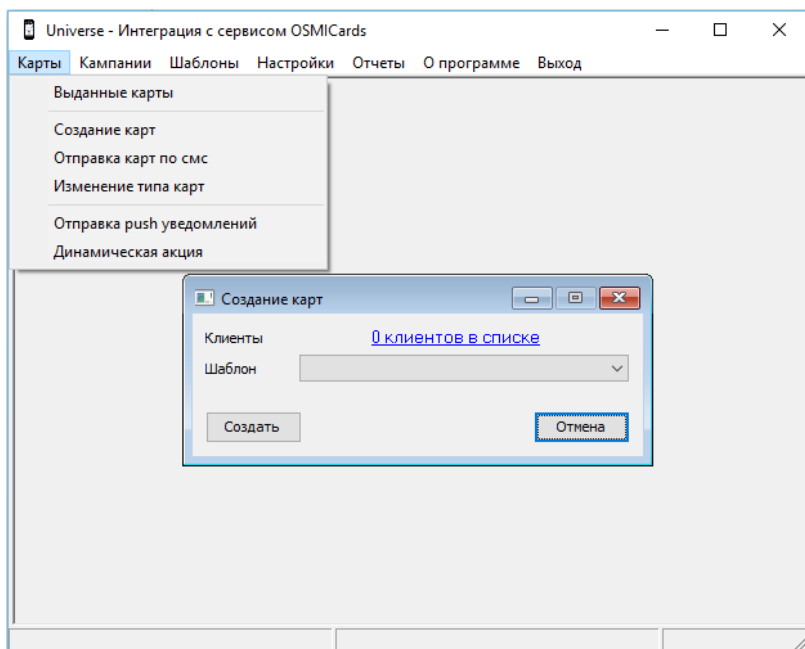 Universe - Интеграция с сервисом OSMICards
Карты Кампании Шаблоны Настройки Отчеты О программе Выход
Выданные карты
Создание карт
Отправка карт по смс
Изменение типа карт
Отправка push уведомлений
Динамическая акция
Создание карт
Клиенты 0 клиентов в списке
Шаблон
Создать Отмена